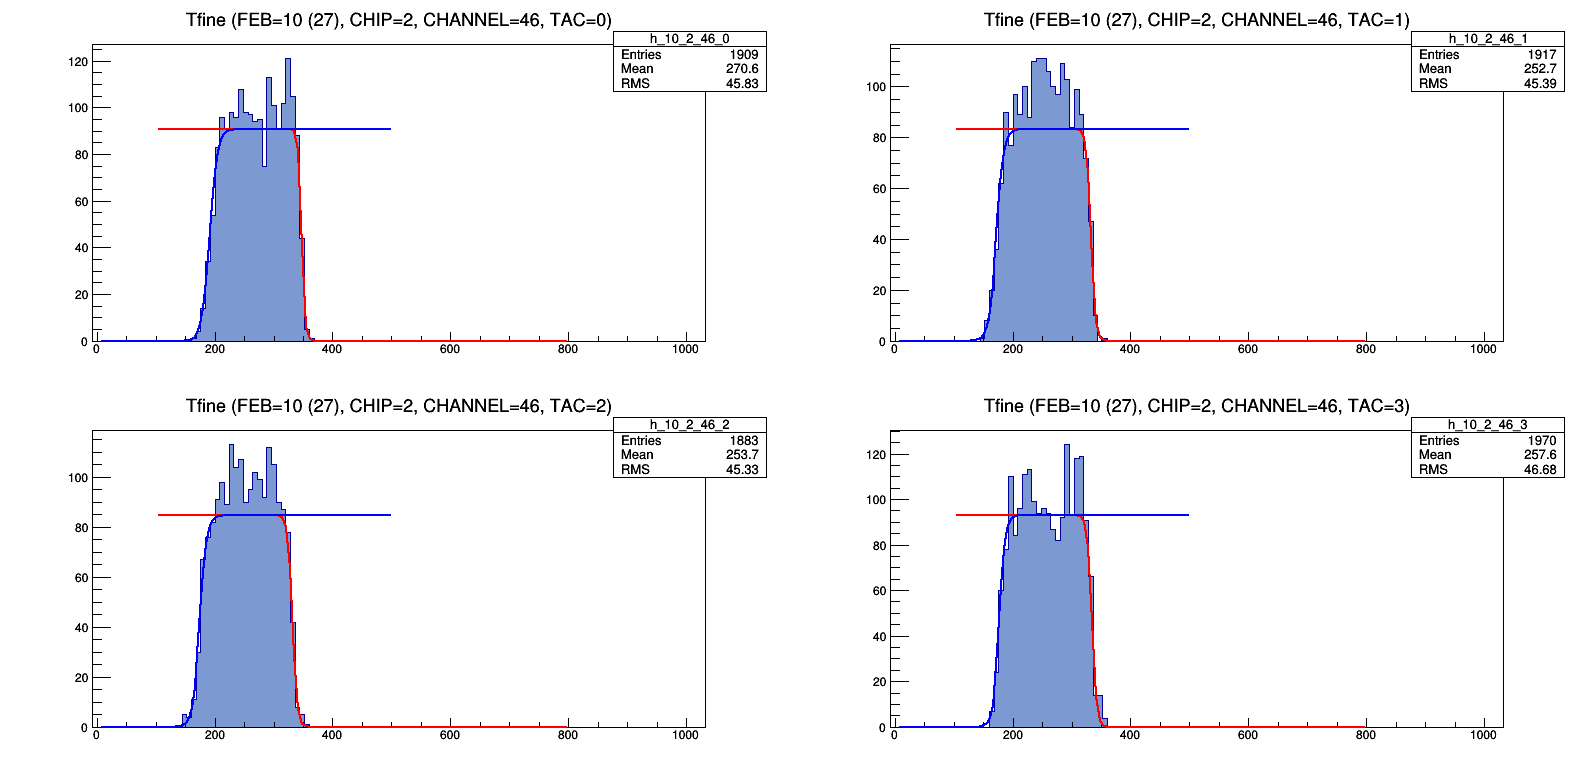 Tfine (FEB=10 (27), CHIP=2, CHANNEL=46, TAC=0)
h_10_2_46_0
Entries 1909
Mean 270.6
RMS 45.83
120
100
80
60
40
20
0
0 200 400 600 800 1000
Tfine (FEB=10 (27), CHIP=2, CHANNEL=46, TAC=1)
h_10_2_46_1
Entries 1917
Mean 252.7
RMS 45.39
100
80
60
40
20
0
0 200 400 600 800 1000
Tfine (FEB=10 (27), CHIP=2, CHANNEL=46, TAC=2)
h_10_2_46_2
Entries 1883
Mean 253.7
RMS 45.33
100
80
60
40
20
0
0 200 400 600 800 1000
Tfine (FEB=10 (27), CHIP=2, CHANNEL=46, TAC=3)
h_10_2_46_3
Entries 1970
Mean 257.6
RMS 46.68
120
100
80
60
40
20
0
0 200 400 600 800 1000